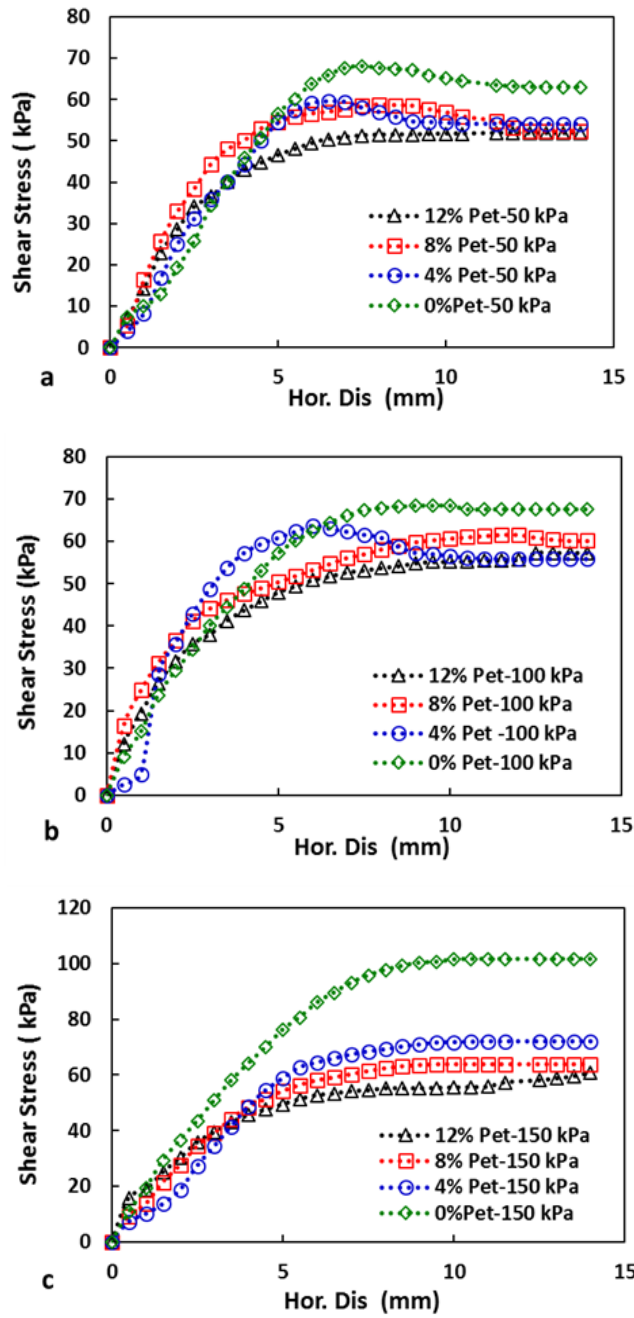 80
70
60
50
40
30
20
10
0
Shear Stress ( kPa)
12% Pet-50 kPa
8% Pet-50 kPa
4% Pet-50 kPa
0%Pet-50 kPa
0 5 10 15
a
Hor. Dis (mm)
80
70
60
50
40
30
20
10
0
Shear Stress (kPa)
12% Pet-100 kPa
8% Pet-100 kPa
4% Pet -100 kPa
0% Pet-100 kPa
0 5 10 15
b
Hor. Dis (mm)
120
100
80
60
40
20
0
Shear Stress ( kPa)
12% Pet-150 kPa
8% Pet-150 kPa
4% Pet-150 kPa
0%Pet-150 kPa
0 5 10 15
c
Hor. Dis (mm)